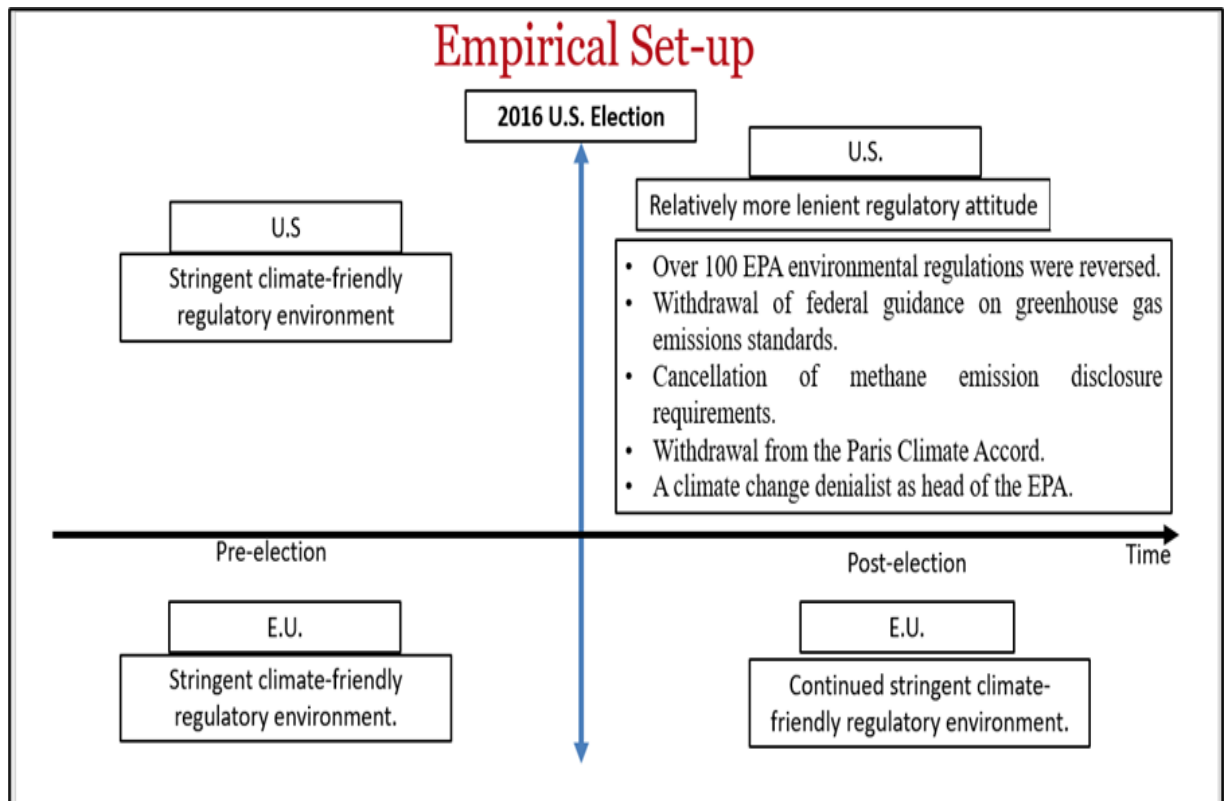 Empirical Set-up
2016 U.S. Election
U.S
Stringent climate-friendly
regulatory environment
U.S.
Relatively more lenient regulatory attitude
• Over 100 EPA environmental regulations were reversed.
• Withdrawal of federal guidance on greenhouse gas
emissions standards.
• Cancellation of methane emission disclosure
requirements.
• Withdrawal from the Paris Climate Accord.
• A climate change denialist as head of the EPA.
Pre-election
Post-election
Time
E.U.
Stringent climate-friendly
regulatory environment.
E.U.
Continued stringent climate-
friendly regulatory environment.